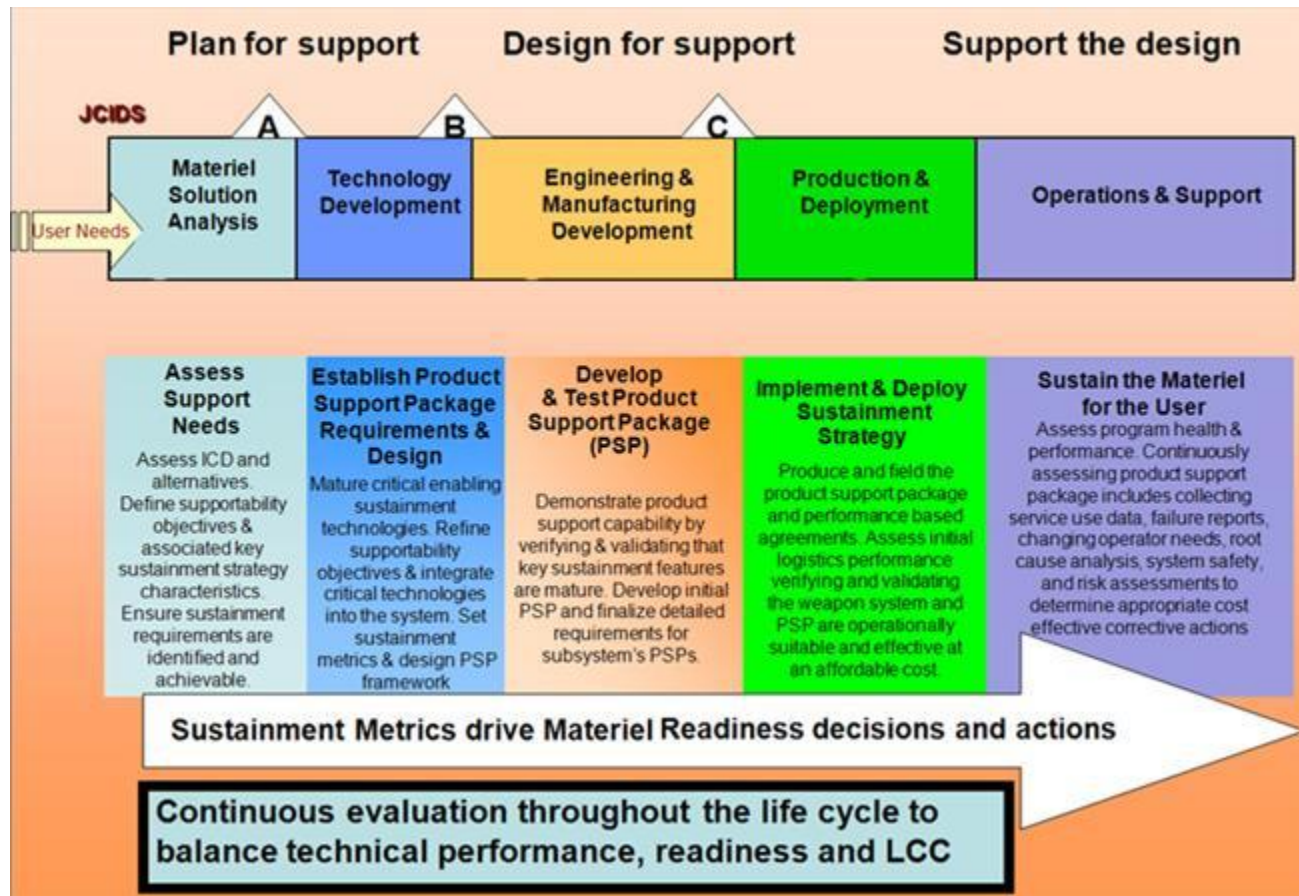 Plan for support
Design for support
Support the design
JCIDS
A
B
C
User Needs
Materiel
Solution
Analysis
Technology
Development
Engineering &
Manufacturing
Development
Production &
Deployment
Operations & Support
Assess
Support
Needs
Assess ICD and
alternatives.
Define supportability
objectives &
associated key
sustainment strategy
characteristics.
Ensure sustainment
requirements are
identified and
achievable.
Establish Product
Support Package
Requirements &
Design
Mature critical enabling
sustainment
technologies. Refine
supportability
objectives & integrate
critical technologies
into the system. Set
sustainment
metrics & design PSP
framework
Develop
& Test Product
Support Package
(PSP)
Demonstrate product
support capability by
verifying & validating that
key sustainment features
are mature. Develop initial
PSP and finalize detailed
requirements for
subsystem's PSPs.
Implement & Deploy
Sustainment
Strategy
Produce and field the
product support package
and performance based
agreements. Assess initial
logistics performance
verifying and validating
the weapon system and
PSP are operationally
suitable and effective at
an affordable cost.
Sustain the Materiel
for the User
Assess program health &
performance. Continuously
assessing product support
package includes collecting
service use data, failure reports,
changing operator needs, root
cause analysis, system safety,
and risk assessments to
determine appropriate cost
effective corrective actions
Sustainment Metrics drive Materiel Readiness decisions and actions
Continuous evaluation throughout the life cycle to
balance technical performance, readiness and LCC